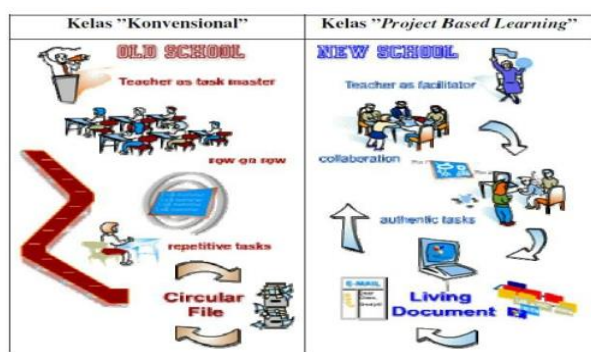 Kelas ”Konvensional”
OLD SCHOOL
Teacher as task master
row on row
repetitive tasks
Circular
File
Kelas ”Project Based Learning”
NEW SCHOOL
Teacher as facilitator
collaboration
authentic tasks
E-MAIL
Living
Document